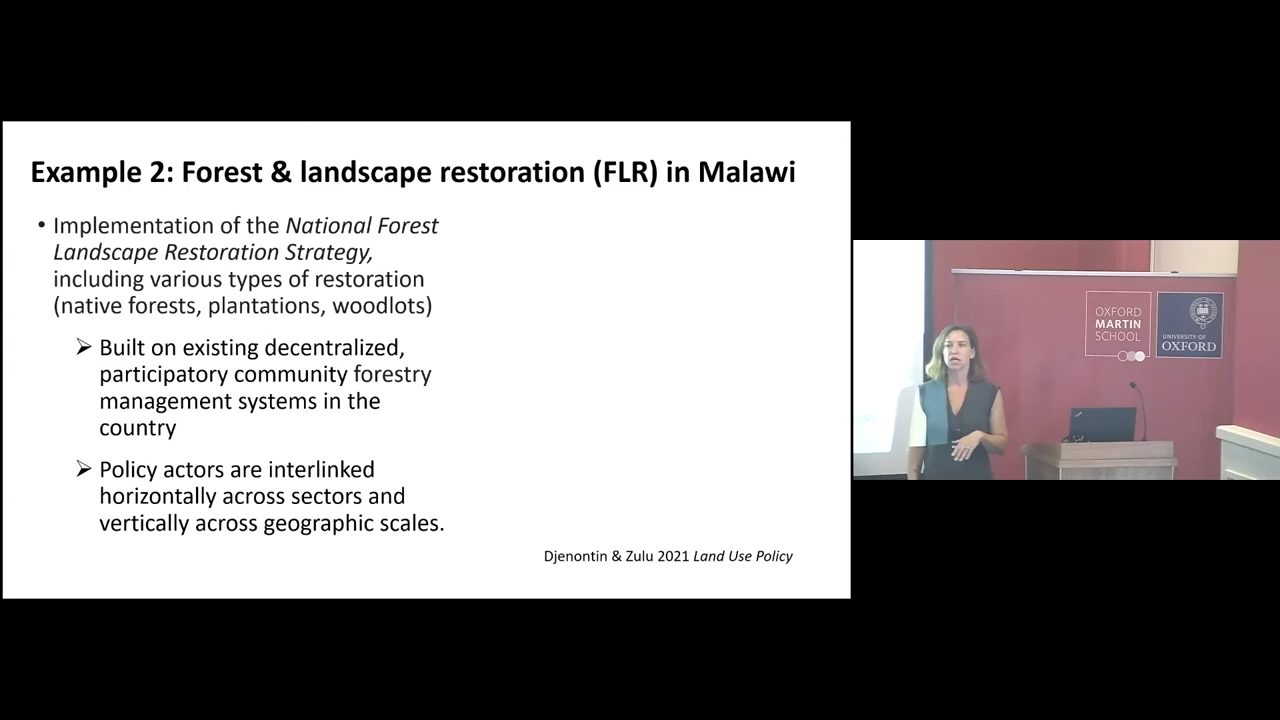 Example 2: Forest & landscape restoration (FLR) in Malawi
• Implementation of the National Forest
Landscape Restoration Strategy,
including various types of restoration
(native forests, plantations, woodlots)
➢ Built on existing decentralized,
participatory community forestry
management systems in the
country
➢ Policy actors are interlinked
horizontally across sectors and
vertically across geographic scales.
Djenontin & Zulu 2021 Land Use Policy
OXFORD
MARTIN
SCHOOL
UNIVERSITY OF
OXFORD